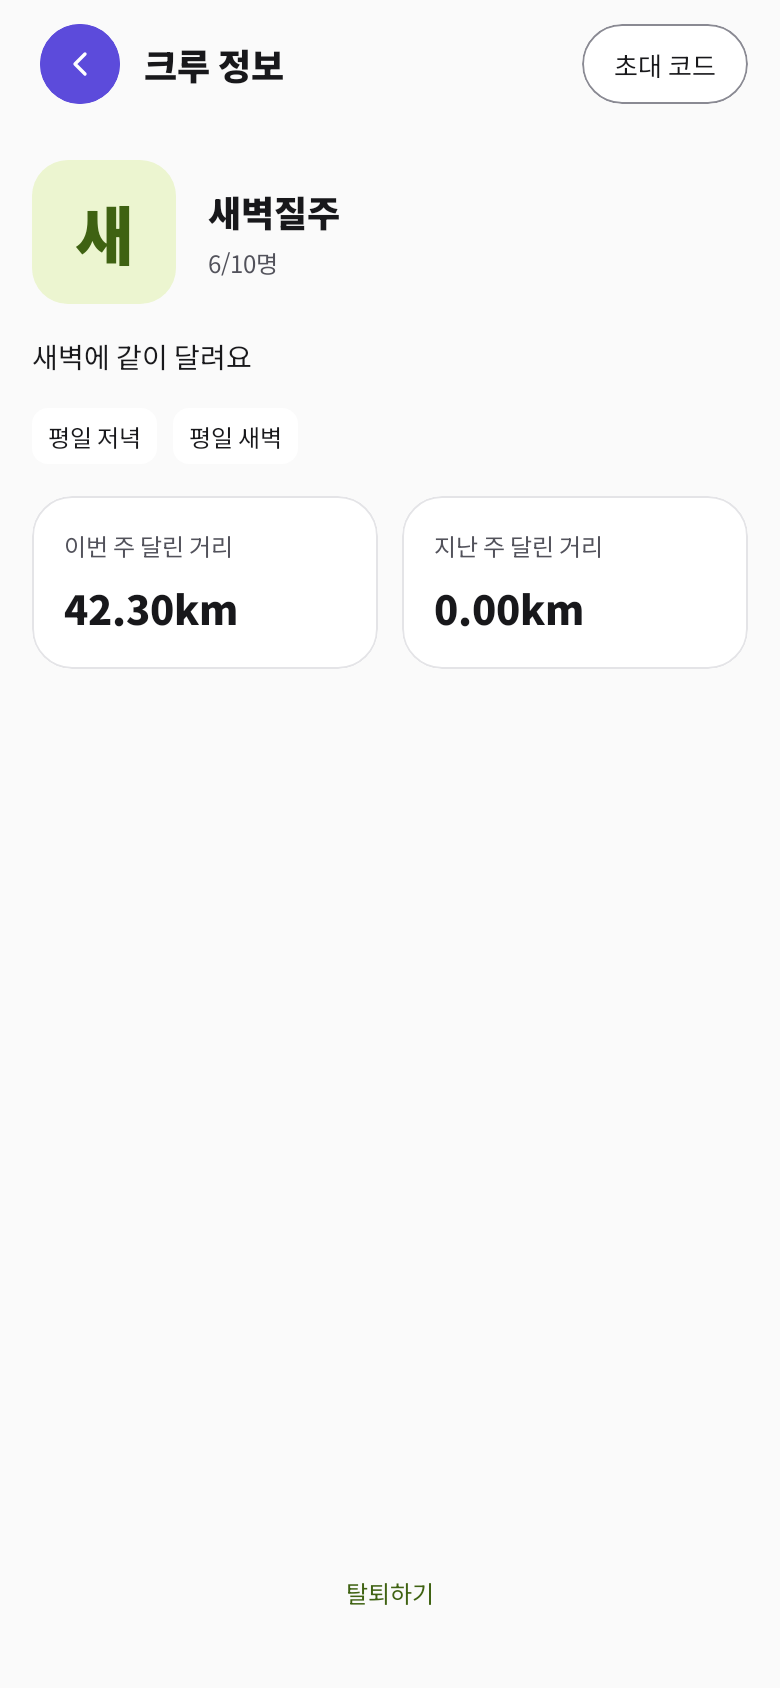 크루 정보
초대 코드
새
새벽질주
6/10명
새벽에 같이 달려요
평일 저녁
평일 새벽
이번 주 달린 거리
42.30km
지난 주 달린 거리
0.00km
탈퇴하기